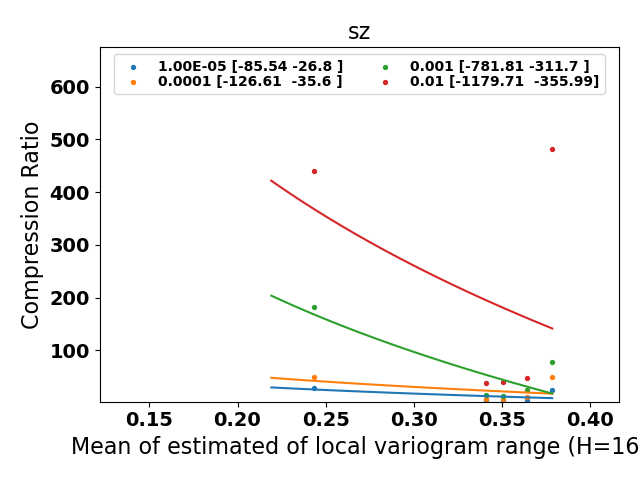 sz
1.00E-05 [-85.54 -26.8 ]
0.0001 [-126.61  -35.6 ]
0.001 [-781.81 -311.7 ]
0.01 [-1179.71  -355.99]
Compression Ratio
600
500
400
300
200
100
0.15 0.20 0.25 0.30 0.35 0.40
Mean of estimated of local variogram range (H=16